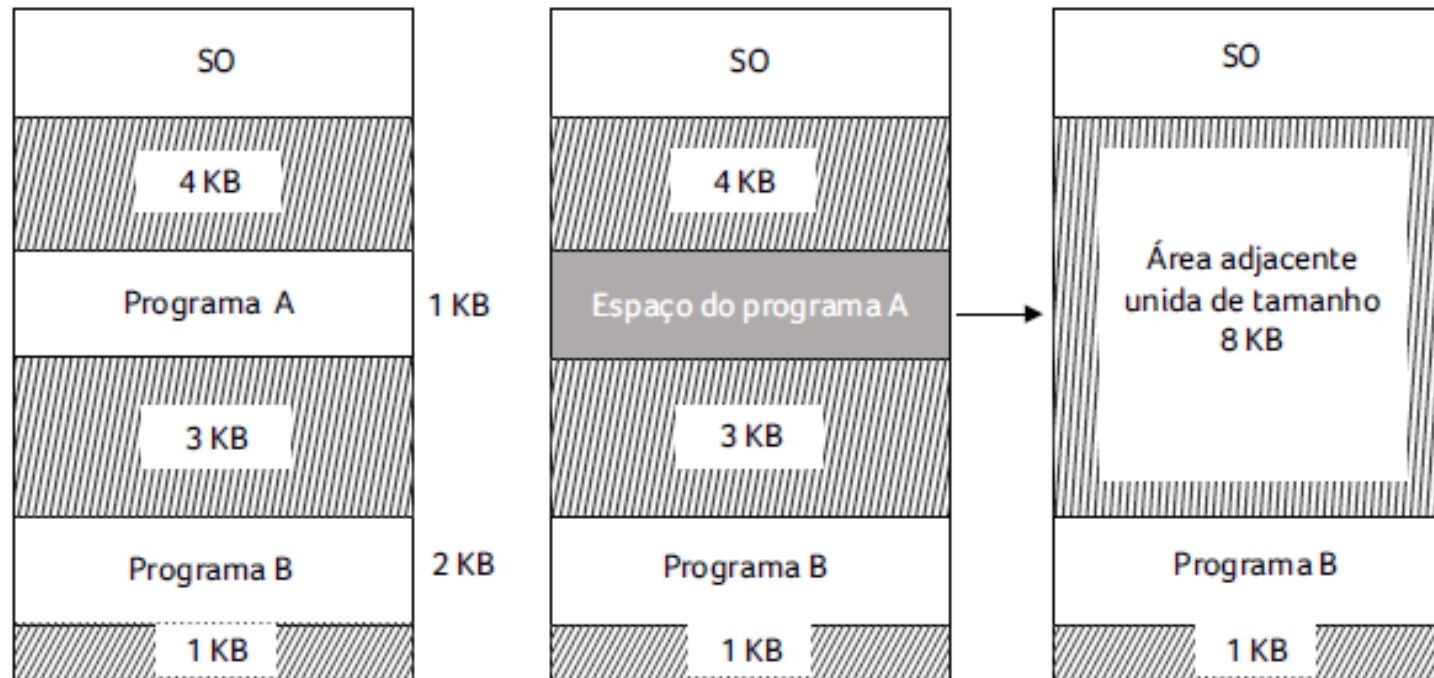 SO
4 KB
Programa A
1 KB
3 KB
Programa B
2 KB
1 KB
SO
4 KB
Espaço do programa A
3 KB
Programa B
1 KB
SO
Área adjacente
unida de tamanho
8 KB
Programa B
1 KB